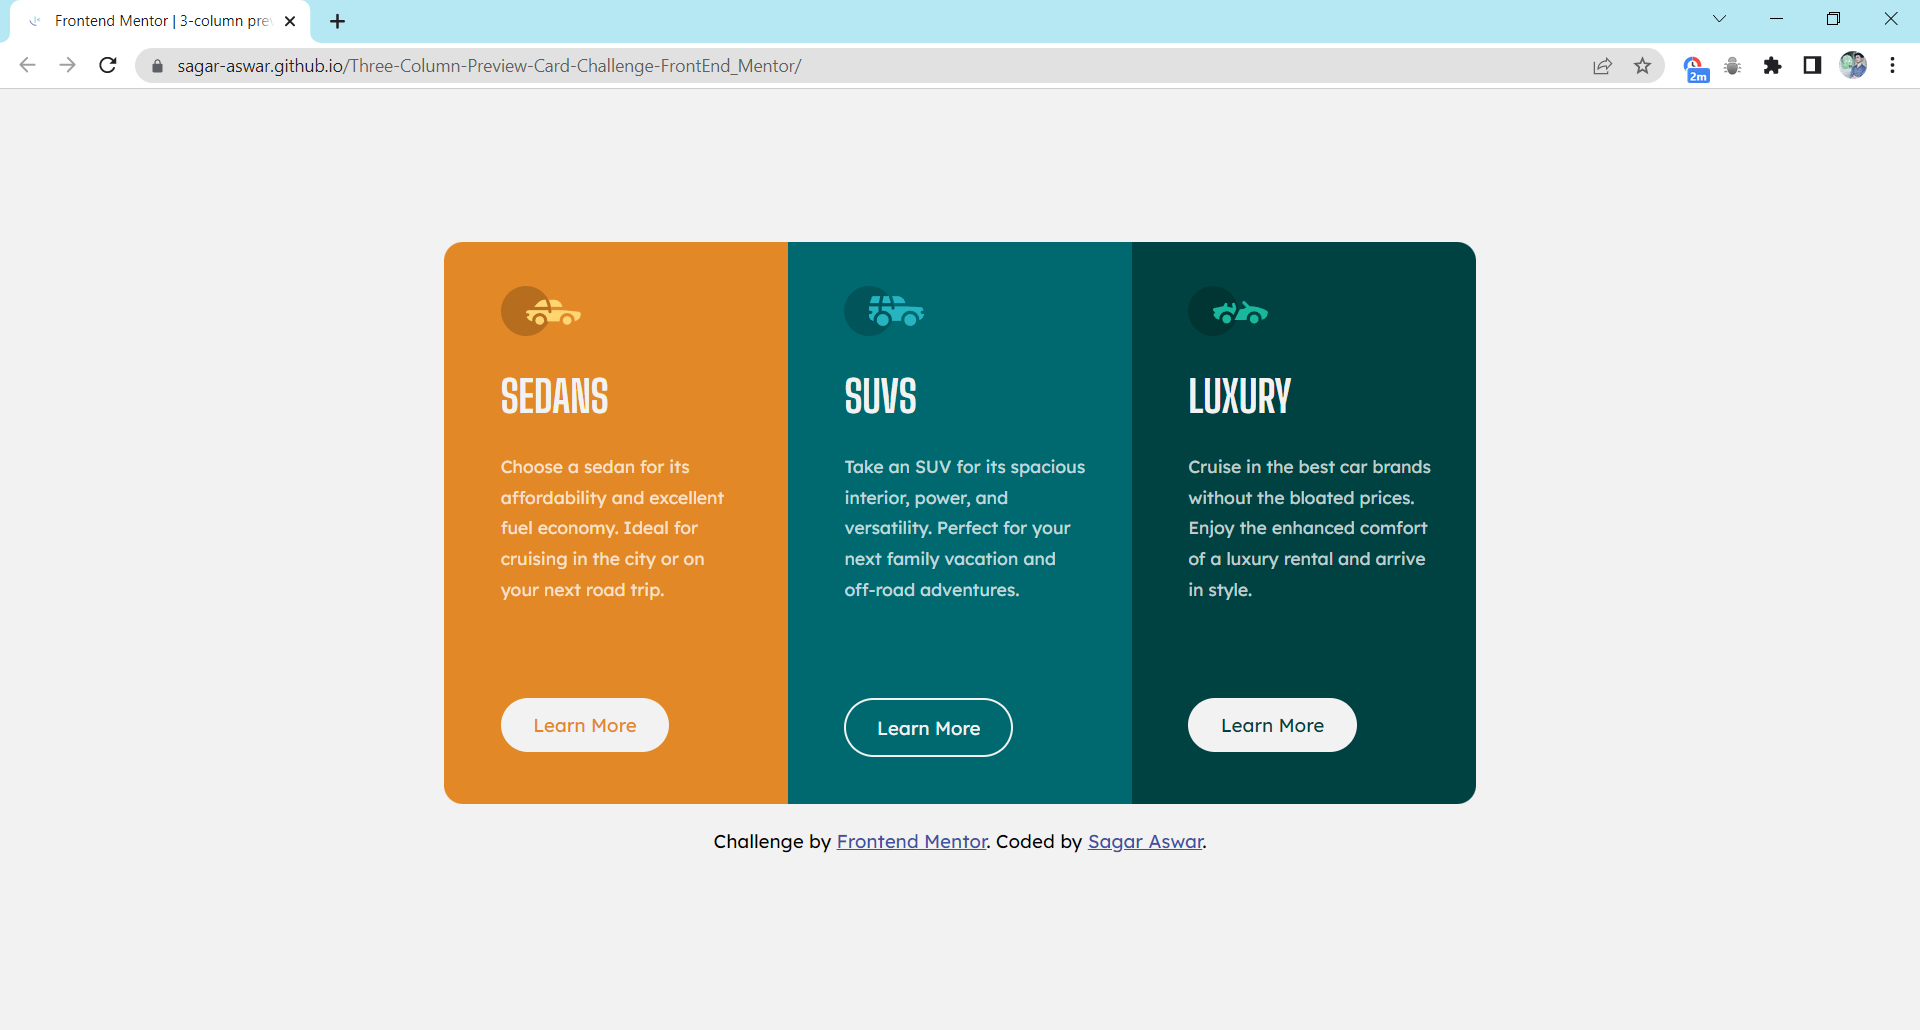 Frontend Mentor | 3-column pre
sagar-aswar.github.io/Three-Column-Preview-Card-Challenge-FrontEnd_Mentor/
2m
SEDANS
Choose a sedan for its
affordability and excellent
fuel economy. Ideal for
cruising in the city or on
your next road trip.
Learn More
SUVS
Take an SUV for its spacious
interior, power, and
versatility. Perfect for your
next family vacation and
off-road adventures.
Learn More
LUXURY
Cruise in the best car brands
without the bloated prices.
Enjoy the enhanced comfort
of a luxury rental and arrive
in style.
Learn More
Challenge by Frontend Mentor. Coded by Sagar Aswar.